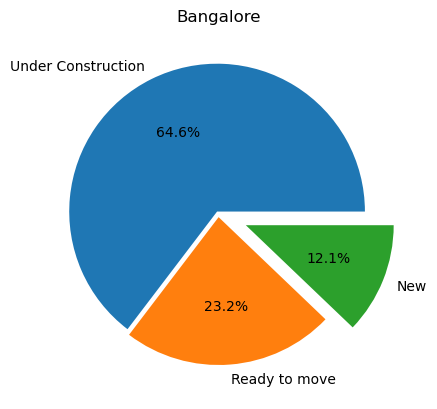 Bangalore
Under Construction
64.6%
12.1%
New
23.2%
Ready to move